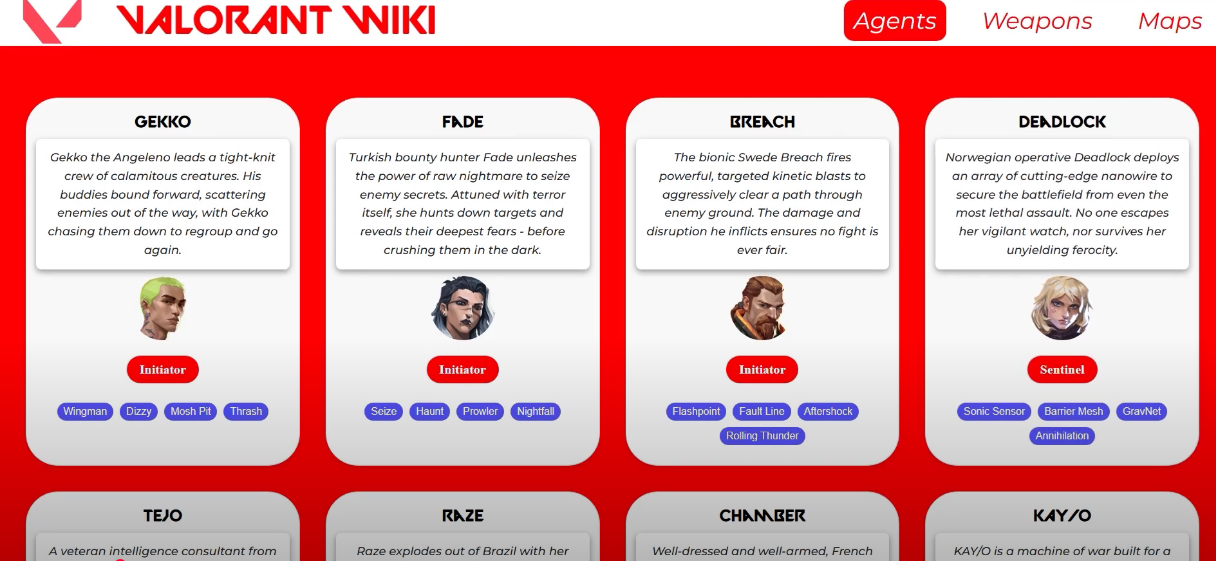 VALORANT WIKI
Agents
Weapons
Maps
GEKKO
Gekko the Angeleno leads a tight-knit
crew of calamitous creatures. His
buddies bound forward, scattering
enemies out of the way, with Gekko
chasing them down to regroup and go
again.
Initiator
Wingman
Dizzy
Mosh Pit
Thrash
FADE
Turkish bounty hunter Fade unleashes
the power of raw nightmare to seize
enemy secrets. Attuned with terror
itself, she hunts down targets and
reveals their deepest fears - before
crushing them in the dark.
Initiator
Seize
Haunt
Prowler
Nightfall
BREACH
The bionic Swede Breach fires
powerful, targeted kinetic blasts to
aggressively clear a path through
enemy ground. The damage and
disruption he inflicts ensures no fight is
ever fair.
Initiator
Flashpoint
Fault Line
Aftershock
Rolling Thunder
DEADLOCK
Norwegian operative Deadlock deploys
an array of cutting-edge nanowire to
secure the battlefield from even the
most lethal assault. No one escapes
her vigilant watch, nor survives her
unyielding ferocity.
Sentinel
Sonic Sensor
Barrier Mesh
GravNet
Annihilation
TEJO
A veteran intelligence consultant from
RAZE
Raze explodes out of Brazil with her
CHAMBER
Well-dressed and well-armed, French
KAY/O
KAY/O is a machine of war built for a